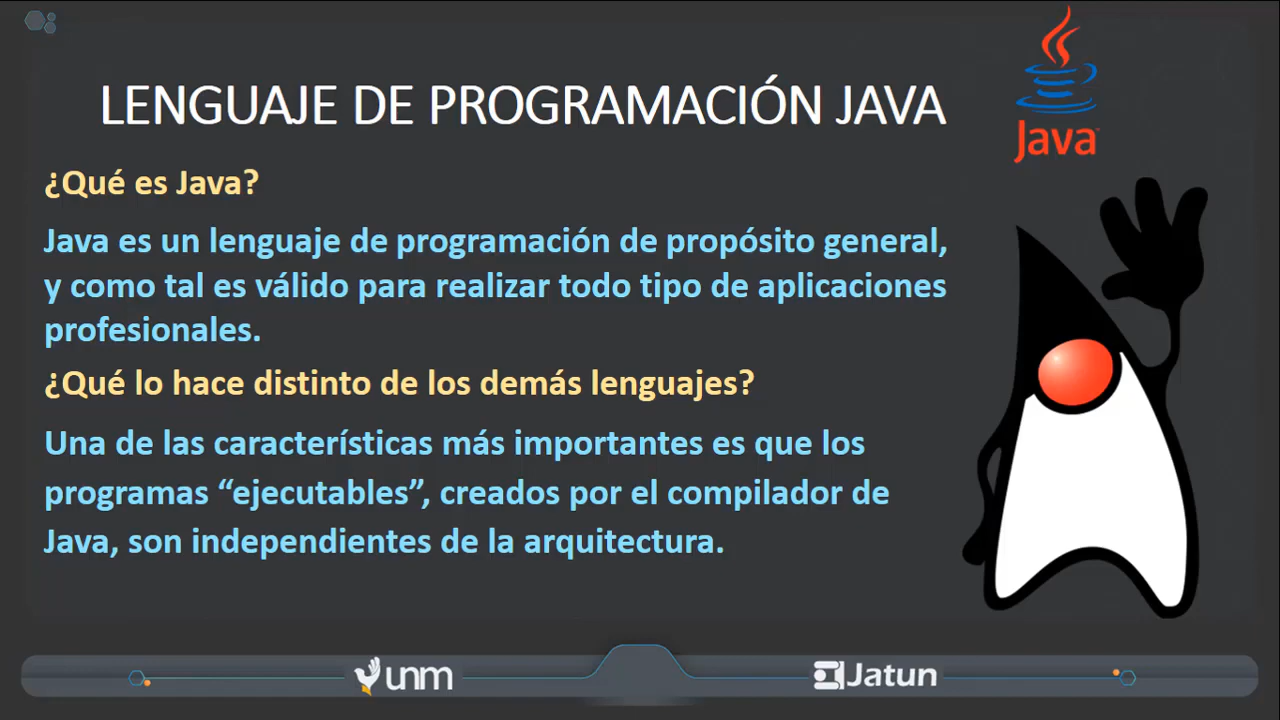 LENGUAJE DE PROGRAMACIÓN JAVA
Java
¿Qué es Java?
Java es un lenguaje de programación de propósito general,
y como tal es válido para realizar todo tipo de aplicaciones
profesionales.
¿Qué lo hace distinto de los demás lenguajes?
Una de las características más importantes es que los
programas “ejecutables”, creados por el compilador de
Java, son independientes de la arquitectura.
unm
Jatun